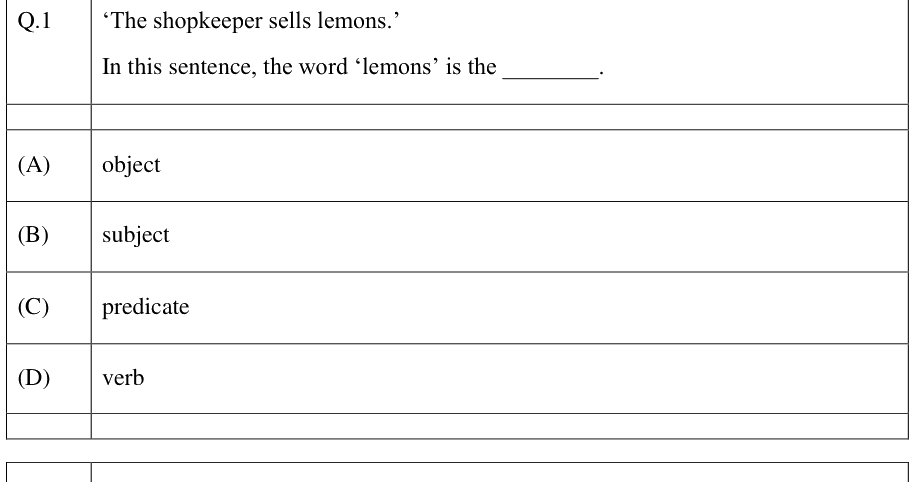 Q.1 ‘The shopkeeper sells lemons.’
In this sentence, the word ‘lemons’ is the ________.
(A) object
(B) subject
(C) predicate
(D) verb